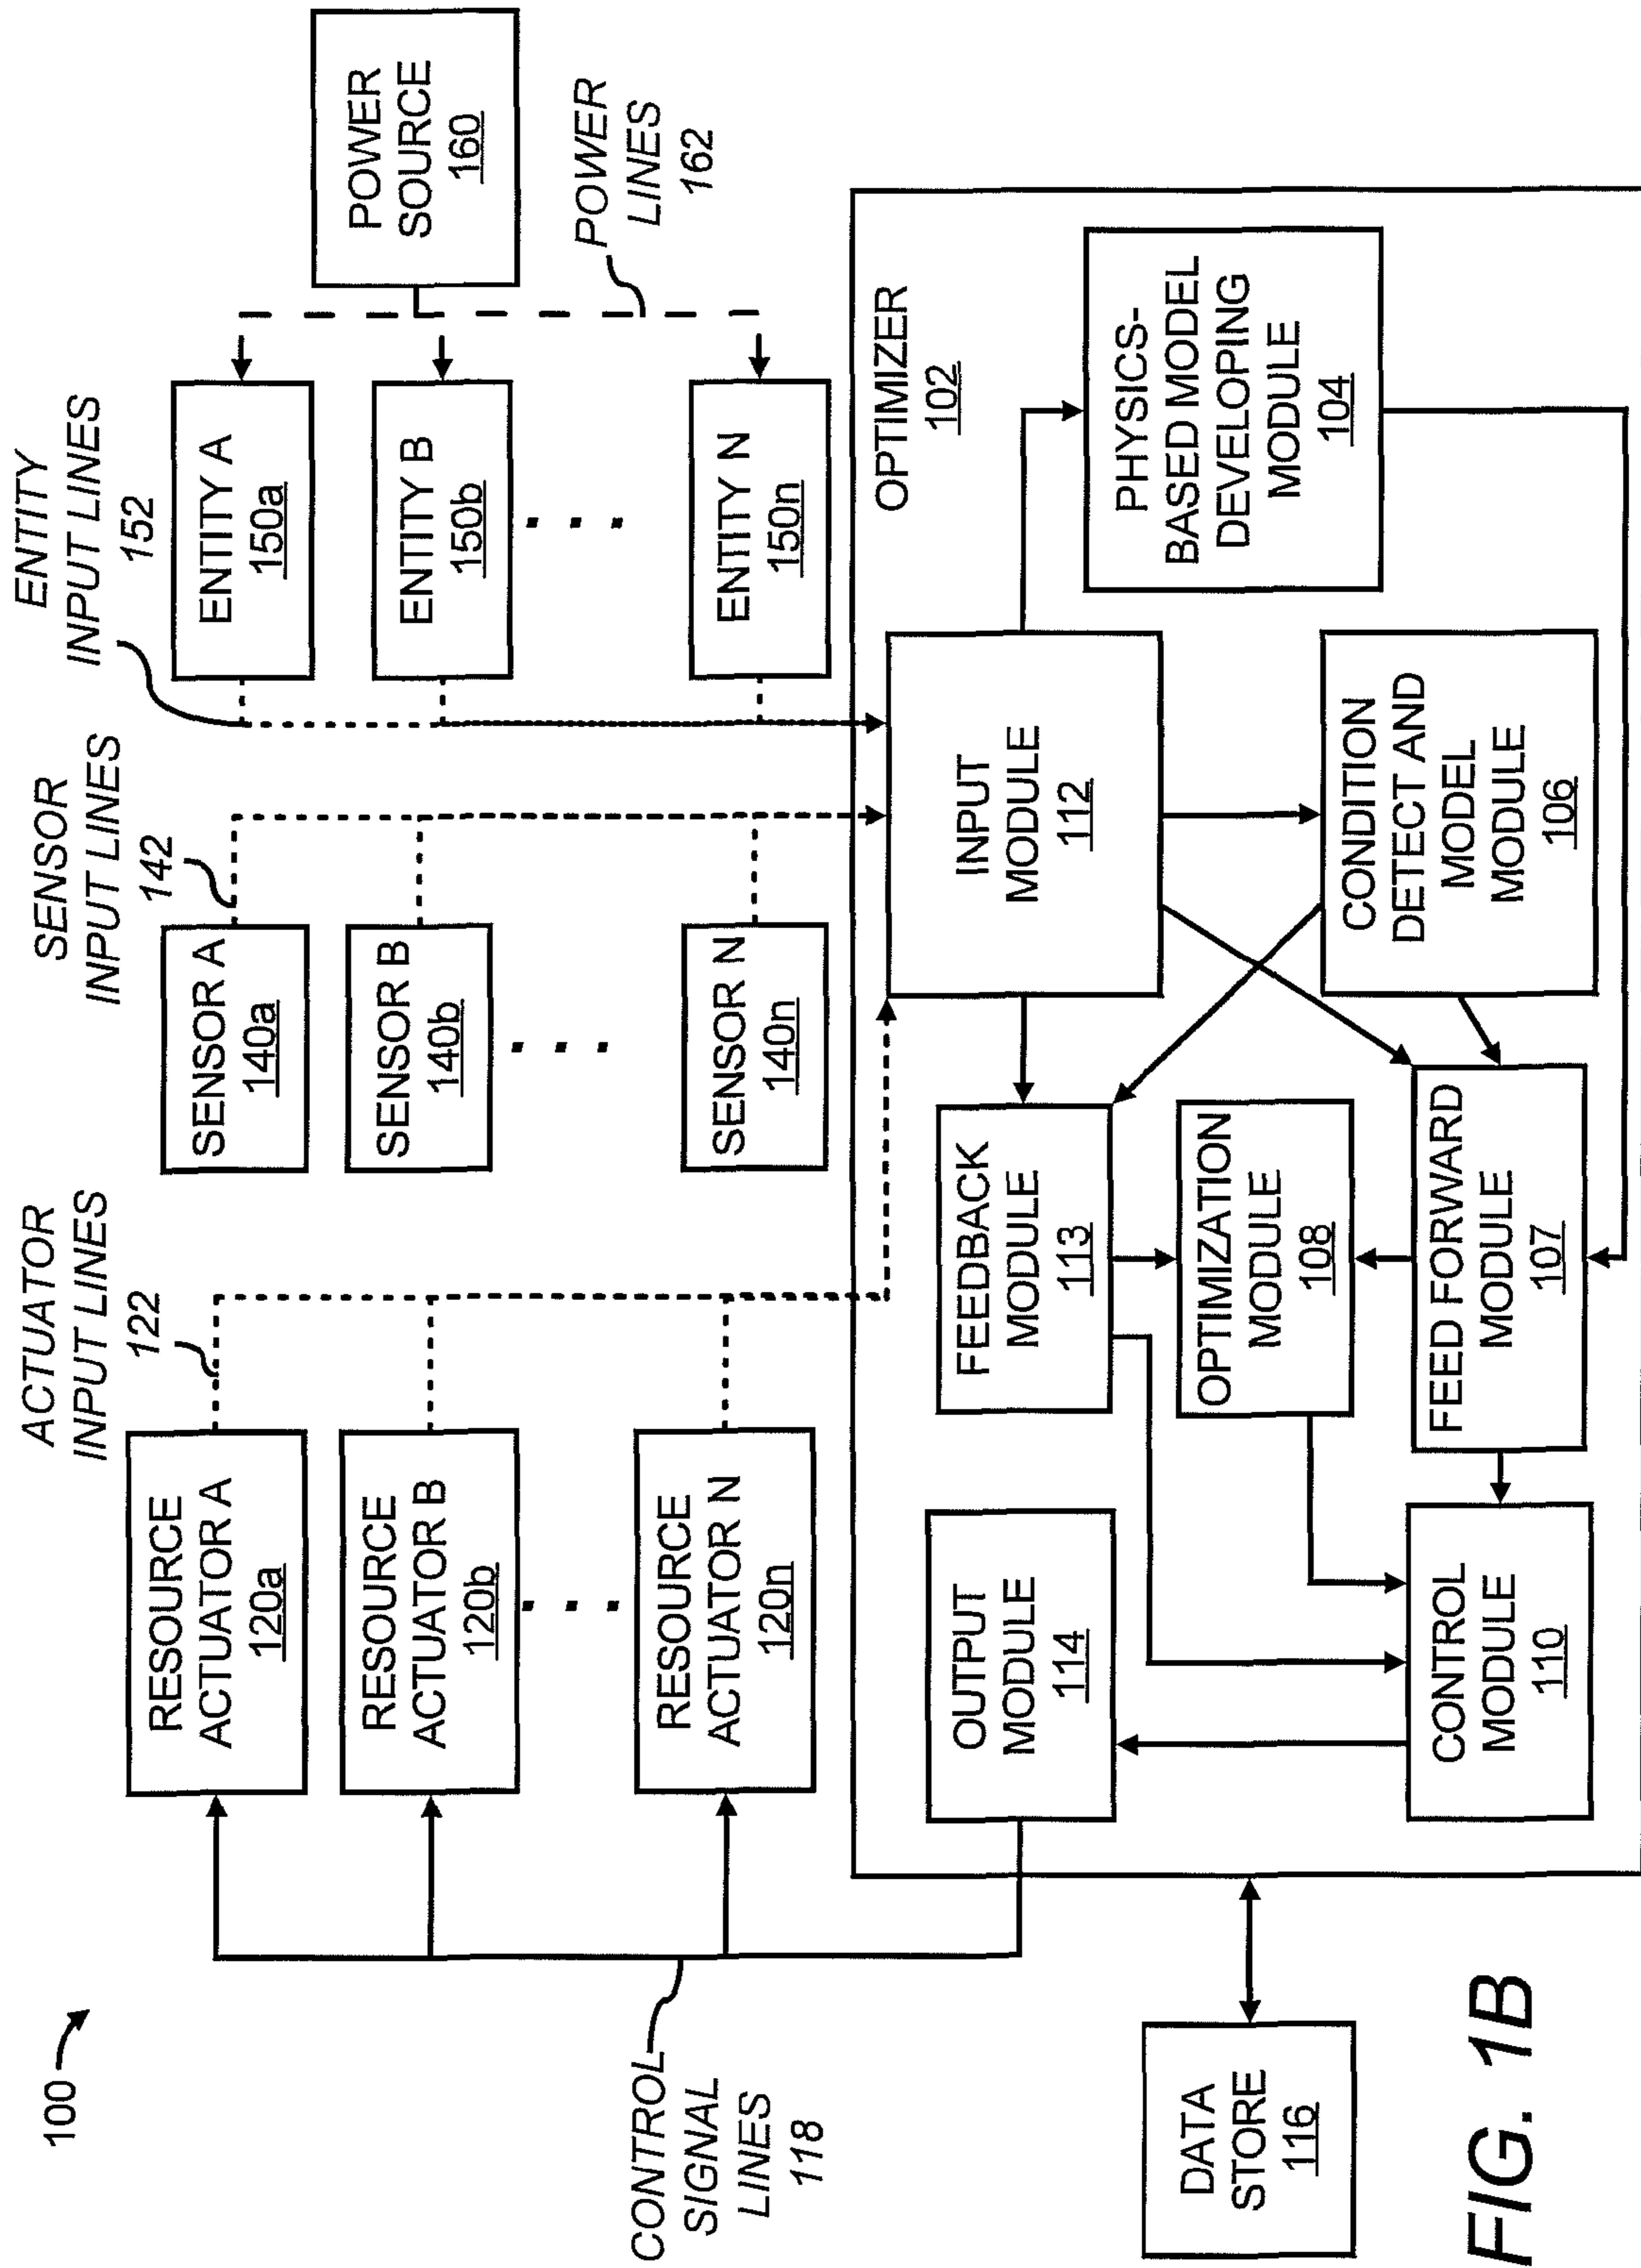 100
CONTROL
SIGNAL
LINES
118
ACTUATOR
INPUT LINES
122
SENSOR
INPUT LINES
142
ENTITY
INPUT LINES
152
RESOURCE
ACTUATOR A
120a
RESOURCE
ACTUATOR B
120b
. . .
RESOURCE
ACTUATOR N
120n
SENSOR A
140a
SENSOR B
140b
. . .
SENSOR N
140n
ENTITY A
150a
ENTITY B
150b
. . .
ENTITY N
150n
POWER
SOURCE
160
POWER
LINES
162
OPTIMIZER
102
OUTPUT
MODULE
114
FEEDBACK
MODULE
113
INPUT
MODULE
112
PHYSICS-
BASED MODEL
DEVELOPING
MODULE
104
OPTIMIZATION
MODULE
108
CONTROL
MODULE
110
FEED FORWARD
MODULE
107
CONDITION
DETECT AND
MODEL
MODULE
106
DATA
STORE
116
FIG. 1B